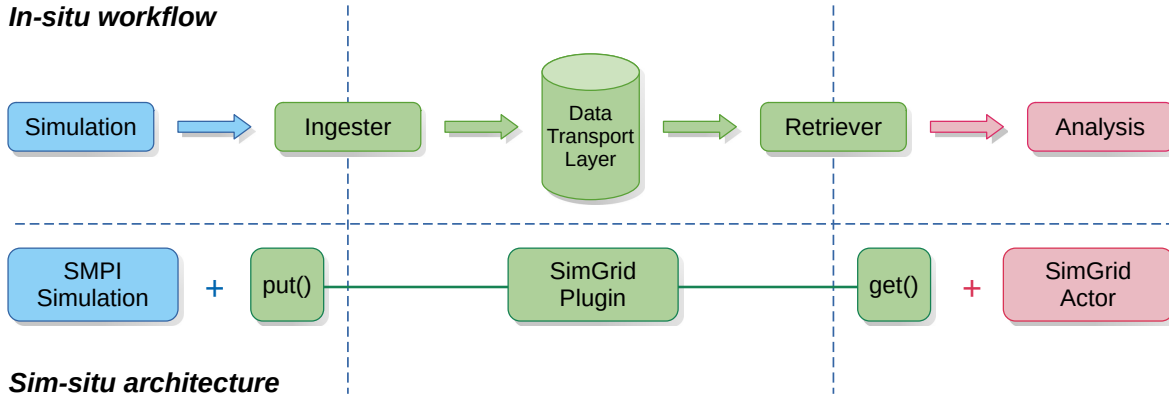 In-situ workflow
Simulation
Ingester
Data
Transport
Layer
Retriever
Analysis
SMPI
Simulation
+
put()
SimGrid
Plugin
get()
+
SimGrid
Actor
Sim-situ architecture